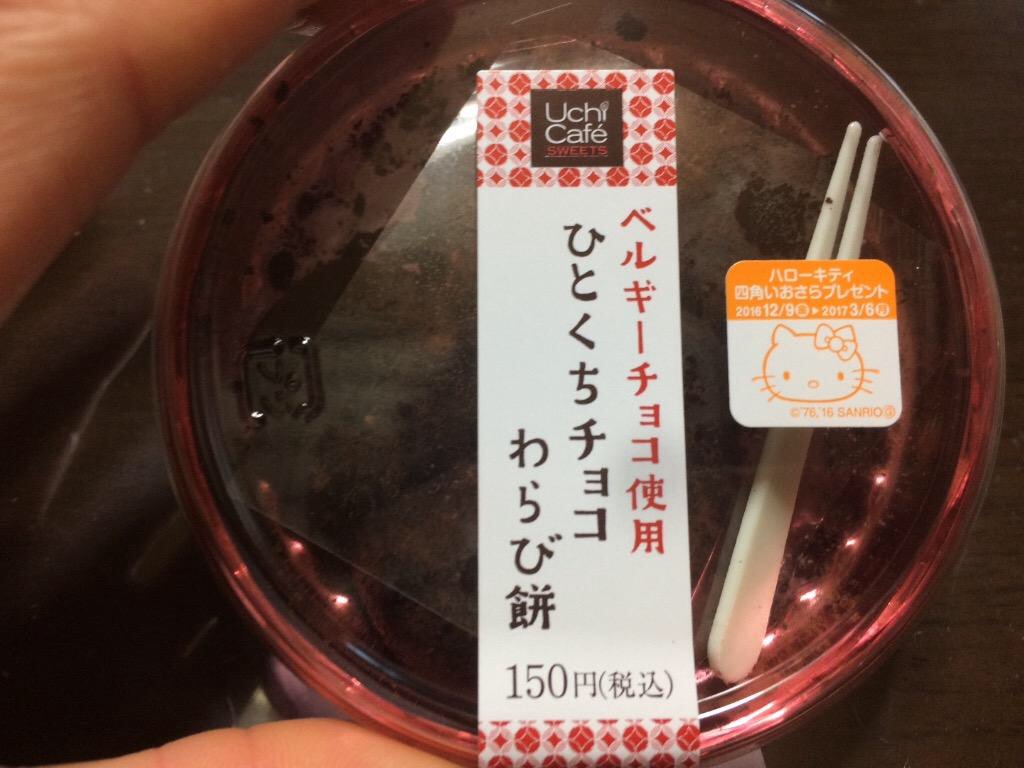 Uchi
Café
SWEETS
ベルギーチョコ使用
ひとくちチョコ
わらび餅
150円(税込)
ハローキティ
四角いおさらプレゼント
2016 12/9金▶2017 3/6月
©'76,'16 SANRIO Ⓖ